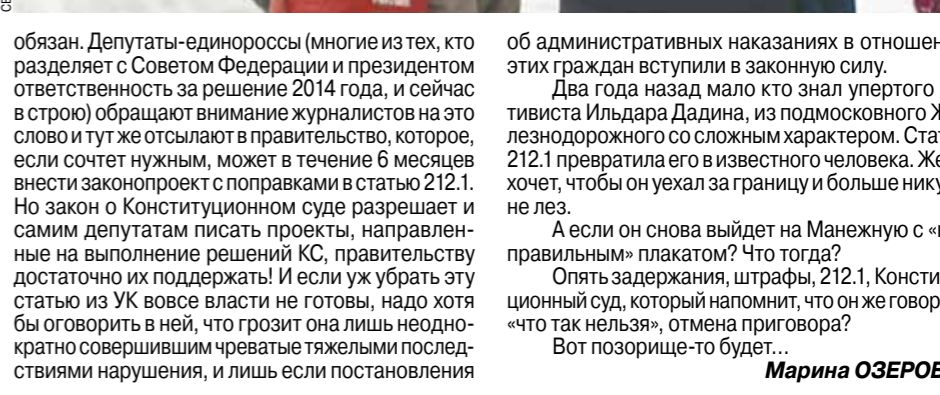 обязан. Депутаты-единороссы (многие из тех, кто
разделяет с Советом Федерации и президентом
ответственность за решение 2014 года, и сейчас
в строю) обращают внимание журналистов на это
слово и тут же отсылают в правительство, которое,
если сочтет нужным, может в течение 6 месяцев
внести законопроект с поправками в статью 212.1.
Но закон о Конституционном суде разрешает и
самим депутатам писать проекты, направлен-
ные на выполнение решений КС, правительству
достаточно их поддержать! И если уж убрать эту
статью из УК вовсе власти не готовы, надо хотя
бы оговорить в ней, что грозит она лишь неодно-
кратно совершившим чреватые тяжелыми послед-
ствиями нарушения, и лишь если постановления
об административных наказаниях в отношен
этих граждан вступили в законную силу.
Два года назад мало кто знал упертого
тивиста Ильдара Дадина, из подмосковного Ж
лезнодорожного со сложным характером. Стат
212.1 превратила его в известного человека. Же
хочет, чтобы он уехал за границу и больше нику
не лез.
А если он снова выйдет на Манежную с «н
правильным» плакатом? Что тогда?
Опять задержания, штрафы, 212.1, Консти
ционный суд, который напомнит, что он же говор
«что так нельзя», отмена приговора?
Вот позорище-то будет...
Марина ОЗЕРОВ